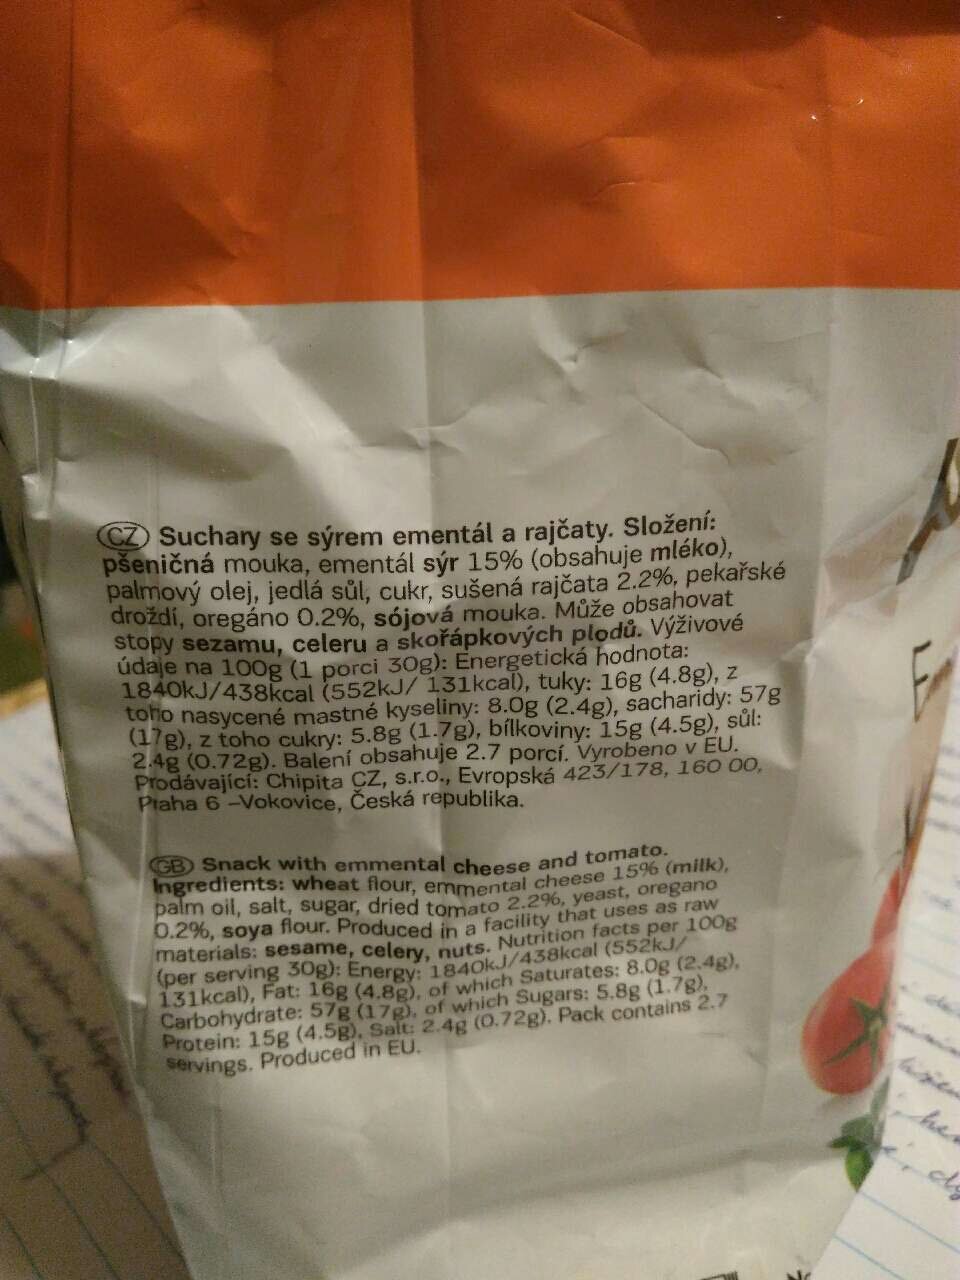 CZ Suchary se sýrem ementál a rajčaty. Složení:
pšeničná mouka, ementál sýr 15% (obsahuje mléko),
palmový olej, jedlá sůl, cukr, sušená rajčata 2.2%, pekařské
droždí, oregáno 0.2%, sójová mouka. Může obsahovat
stopy sezamu, celeru a skořápkových plodů. Výživové
údaje na 100g (1 porci 30g): Energetická hodnota:
1840kJ/438kcal (552kJ/ 131kcal), tuky: 16g (4.8g), z
toho nasycené mastné kyseliny: 8.0g (2.4g), sacharidy: 57g
(17g), z toho cukry: 5.8g (1.7g), bílkoviny: 15g (4.5g), sůl:
2.4g (0.72g). Balení obsahuje 2.7 porcí. Vyrobeno v EU.
Prodávající: Chipita CZ, s.r.o., Evropská 423/178, 160 00,
Praha 6 –Vokovice, Česká republika.
GB Snack with emmental cheese and tomato.
Ingredients: wheat flour, emmental cheese 15% (milk),
palm oil, salt, sugar, dried tomato 2.2%, yeast, oregano
0.2%, soya flour. Produced in a facility that uses as raw
materials: sesame, celery, nuts. Nutrition facts per 100g
(per serving 30g): Energy: 1840kJ/438kcal (552kJ/
131kcal), Fat: 16g (4.8g), of which Saturates: 8.0g (2.4g),
Carbohydrate: 57g (17g), of which Sugars: 5.8g (1.7g),
Protein: 15g (4.5g), Salt: 2.4g (0.72g). Pack contains 2.7
servings. Produced in EU.